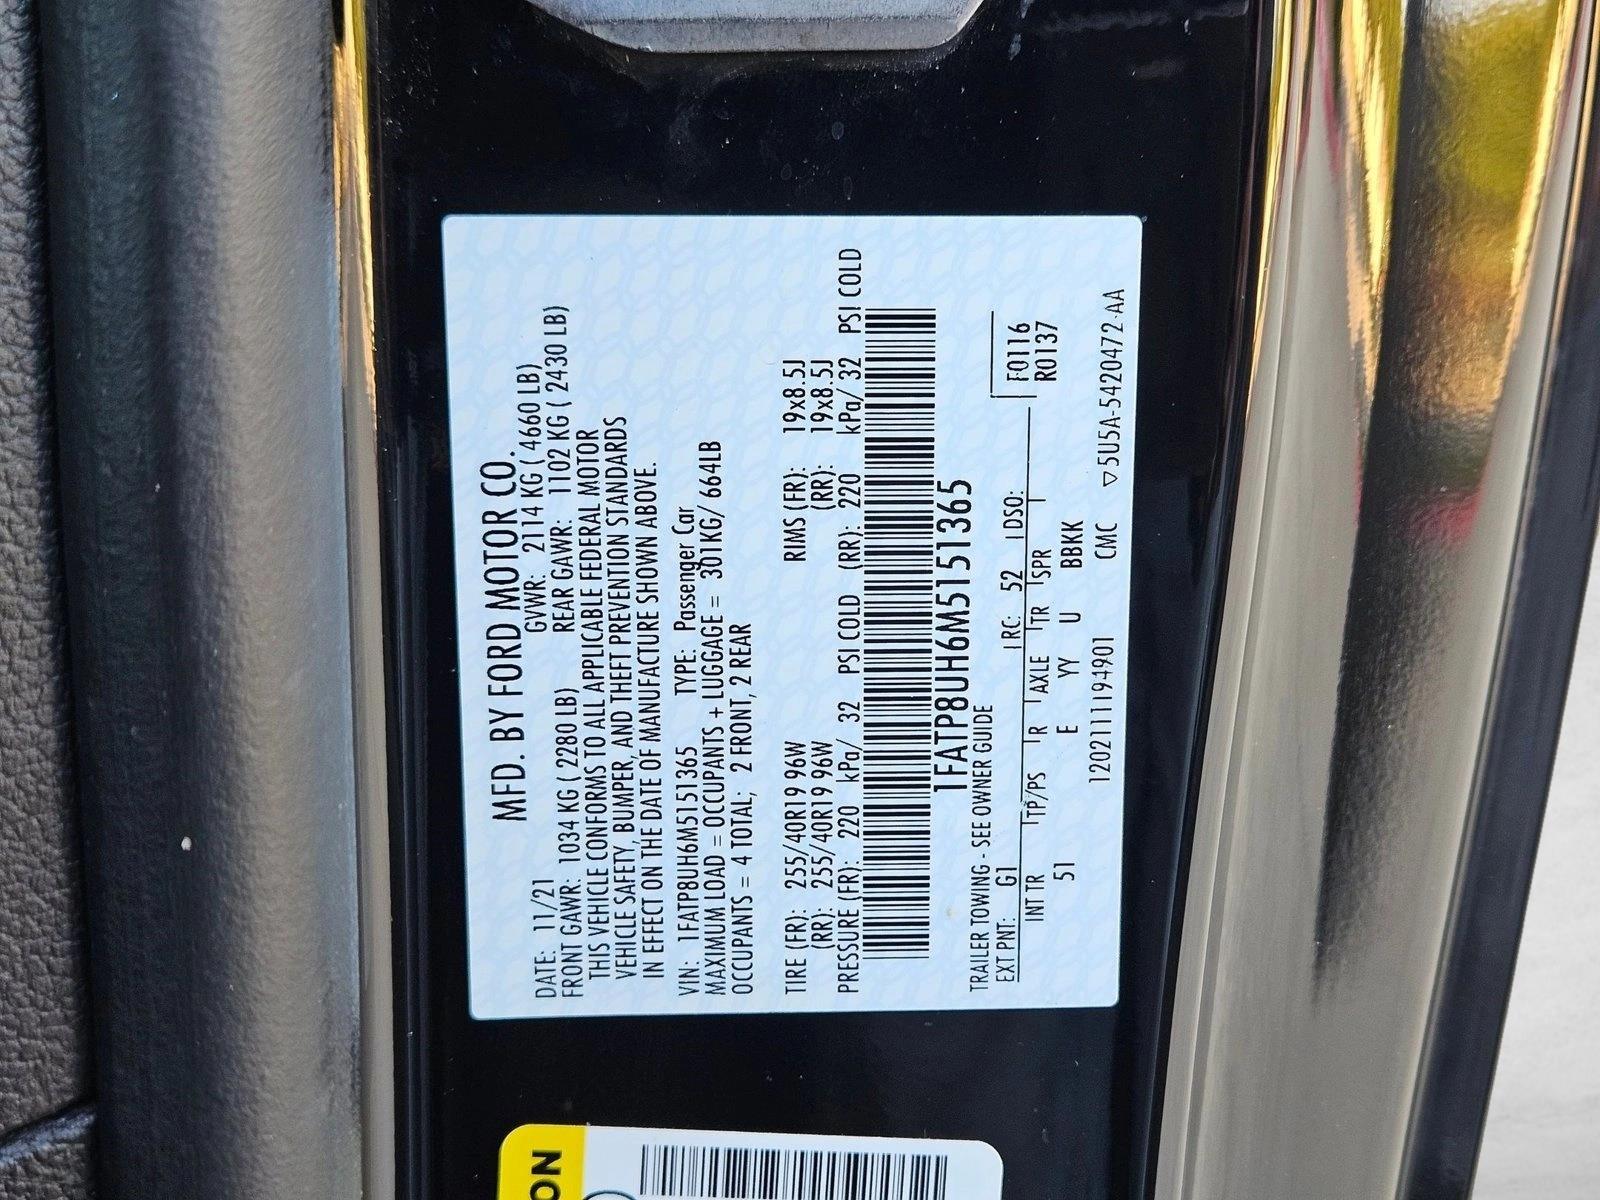 MFD. BY FORD MOTOR CO.
DATE: 11/21 GVWR: 2114 KG ( 4660 LB)
FRONT GAWR: 1034 KG ( 2280 LB) REAR GAWR: 1102 KG ( 2430 LB)
THIS VEHICLE CONFORMS TO ALL APPLICABLE FEDERAL MOTOR
VEHICLE SAFETY, BUMPER, AND THEFT PREVENTION STANDARDS
IN EFFECT ON THE DATE OF MANUFACTURE SHOWN ABOVE.
VIN: 1FATP8UH6M5151365 TYPE: Passenger Car
MAXIMUM LOAD = OCCUPANTS + LUGGAGE = 301KG/ 664LB
OCCUPANTS = 4 TOTAL; 2 FRONT, 2 REAR
TIRE (FR): 255/40R19 96W RIMS (FR): 19x8.5J
(RR): 255/40R19 96W (RR): 19x8.5J
PRESSURE (FR): 220 kPa/ 32 PSI COLD (RR): 220 kPa/ 32 PSI COLD
1FATP8UH6M5151365
TRAILER TOWING - SEE OWNER GUIDE
EXT PNT: G1 RC: 52 DSO: F0116
INT TR TP/PS R AXLE TR SPR R0137
51 E YY U BBKK
1202111194901 CMC ▽5U5A-5420472-AA
ON